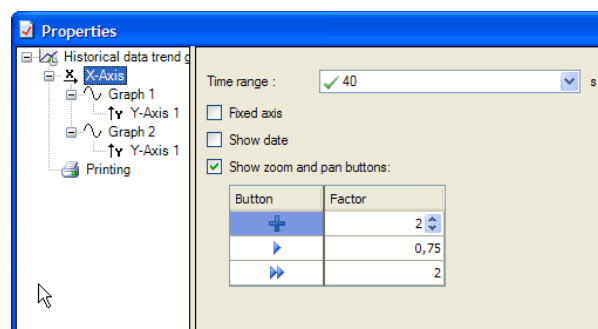 Properties
Historical data trend g
X-Axis
Graph 1
Y-Axis 1
Graph 2
Y-Axis 1
Printing
Time range : 40 s
Fixed axis
Show date
Show zoom and pan buttons:
Button Factor
2
0,75
2